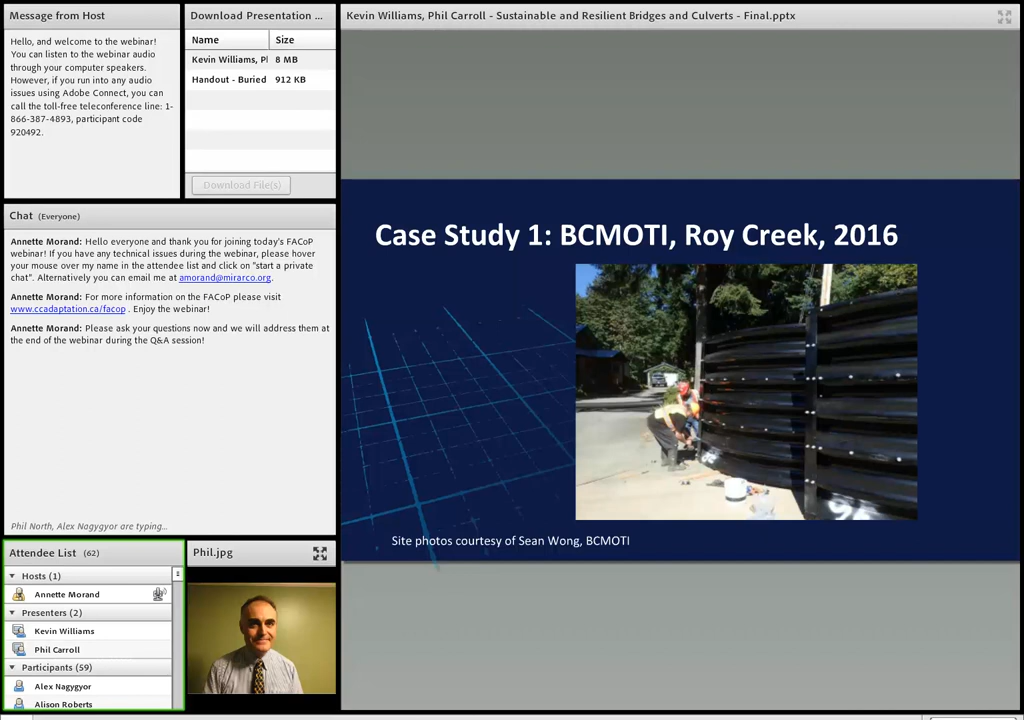 Message from Host
Hello, and welcome to the webinar!
You can listen to the webinar audio
through your computer speakers.
However, if you run into any audio
issues using Adobe Connect, you can
call the toll-free teleconference line: 1-
866-387-4893, participant code
920492.
Download Presentation ...
Name Size
Kevin Williams, Pl 8 MB
Handout - Buried 912 KB
Download File(s)
Chat (Everyone)
Annette Morand: Hello everyone and thank you for joining today's FACoP
webinar! If you have any technical issues during the webinar, please hover
your mouse over my name in the attendee list and click on "start a private
chat". Alternatively you can email me at amorand@mirarco.org.
Annette Morand: For more information on the FACoP please visit
www.ccadaptation.ca/facop . Enjoy the webinar!
Annette Morand: Please ask your questions now and we will address them at
the end of the webinar during the Q&A session!
Phil North, Alex Nagygyor are typing...
Attendee List (62)
Hosts (1)
Annette Morand
Presenters (2)
Kevin Williams
Phil Carroll
Participants (59)
Alex Nagygyor
Alison Roberts
Phil.jpg
Kevin Williams, Phil Carroll - Sustainable and Resilient Bridges and Culverts - Final.pptx
Case Study 1: BCMOTI, Roy Creek, 2016
Site photos courtesy of Sean Wong, BCMOTI